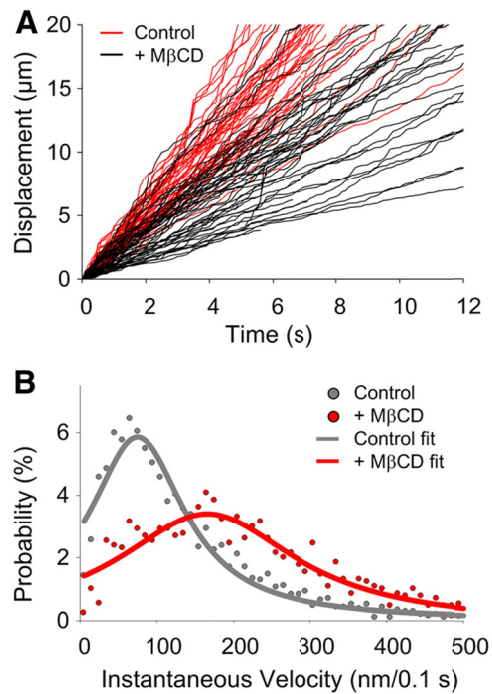 A
Control
+ MβCD
Displacement (μm)
20
15
10
5
0
0 2 4 6 8 10 12
Time (s)
B
Control
+ MβCD
Control fit
+ MβCD fit
Probability (%)
6
4
2
0
0 100 200 300 400 500
Instantaneous Velocity (nm/0.1 s)